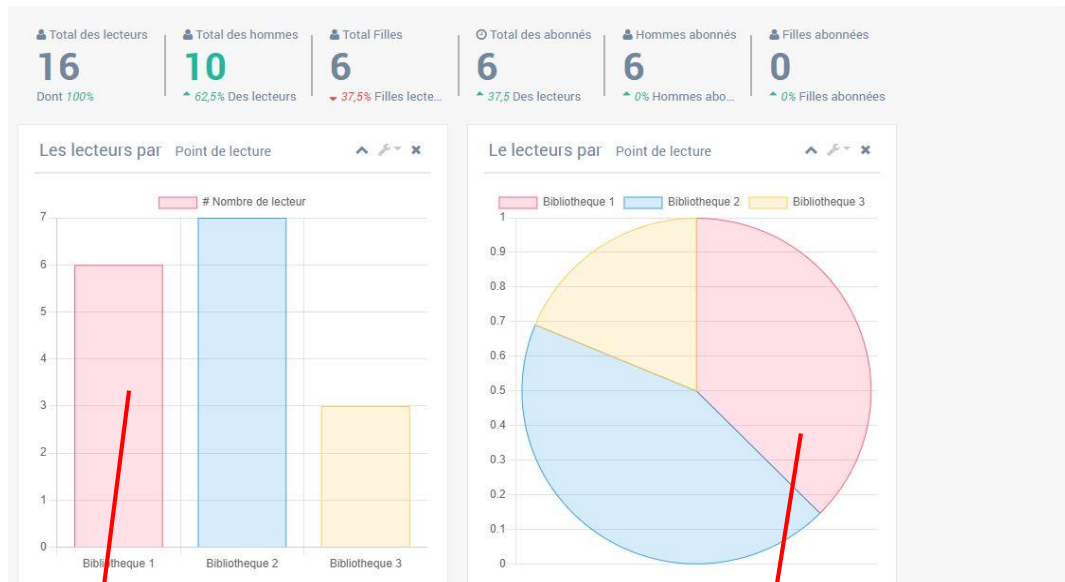 Total des lecteurs
16
Dont 100%
Total des hommes
10
62,5% Des lecteurs
Total Filles
6
37,5% Filles lecte...
Total des abonnés
6
37,5 Des lecteurs
Hommes abonnés
6
0% Hommes abo...
Filles abonnées
0
0% Filles abonnées
Les lecteurs par Point de lecture
# Nombre de lecteur
7
6
5
4
3
2
1
0
Bibliotheque 1 Bibliotheque 2 Bibliotheque 3
Le lecteurs par Point de lecture
Bibliotheque 1 Bibliotheque 2 Bibliotheque 3
1
0.9
0.8
0.7
0.6
0.5
0.4
0.3
0.2
0.1
0